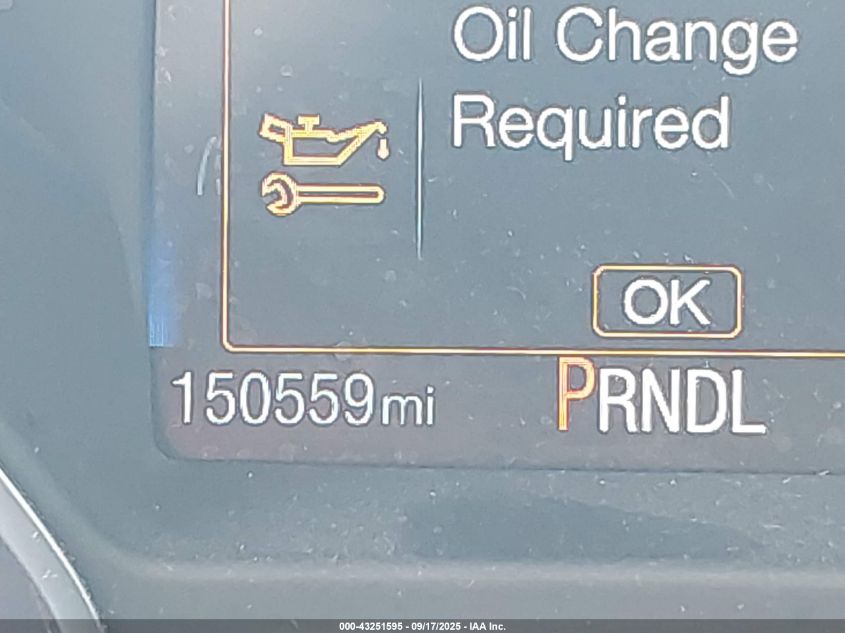 Oil Change
Required
OK
150559mi
PRNDL
000-43251595 - 09/17/2025 - IAA Inc.